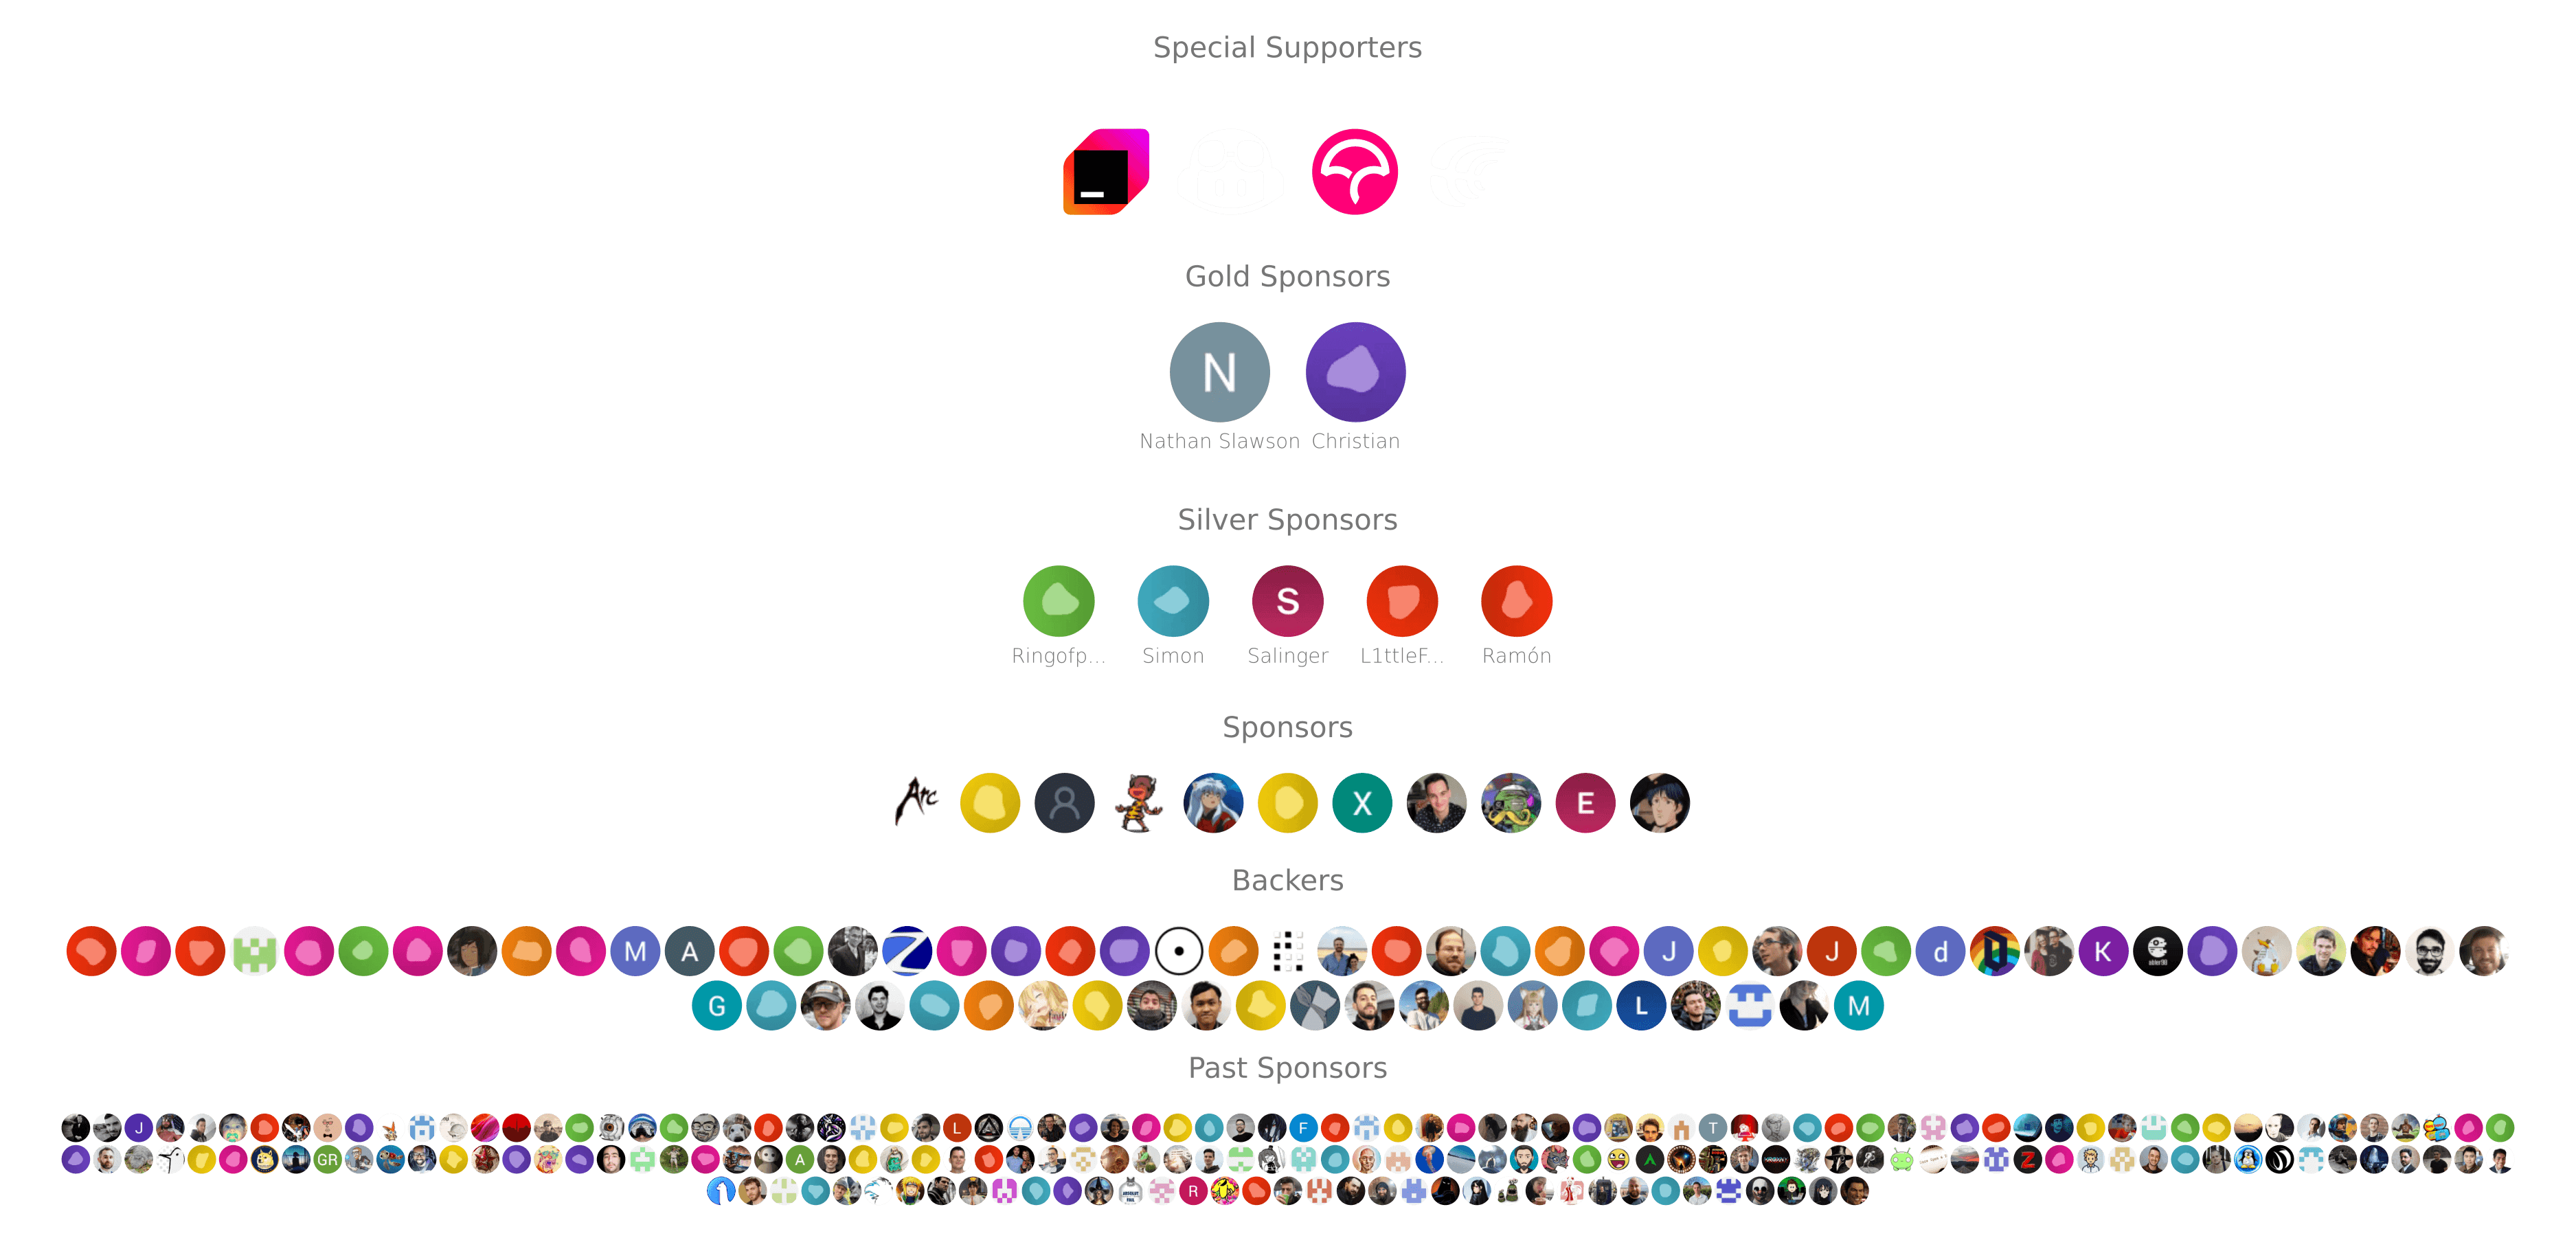 Special Supporters
Gold Sponsors
N
Nathan Slawson Christian
Silver Sponsors
S
Ringofp... Simon Salinger L1ttleF... Ramón
Sponsors
Arc X E
Backers
M A J J d K
G L M
Past Sponsors
J L F T
GR A
R